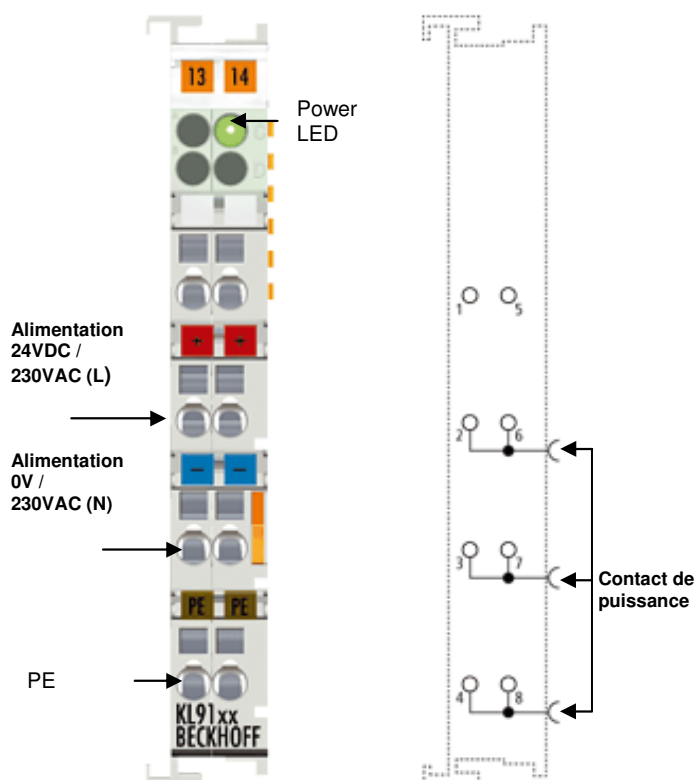 13 14
Power
LED
C
D
Alimentation
24VDC /
230VAC (L)
+ +
Alimentation
0V /
230VAC (N)
- -
PE PE
PE
KL91xx
BECKHOFF
1 5
2 6
3 7
Contact de
puissance
4 8